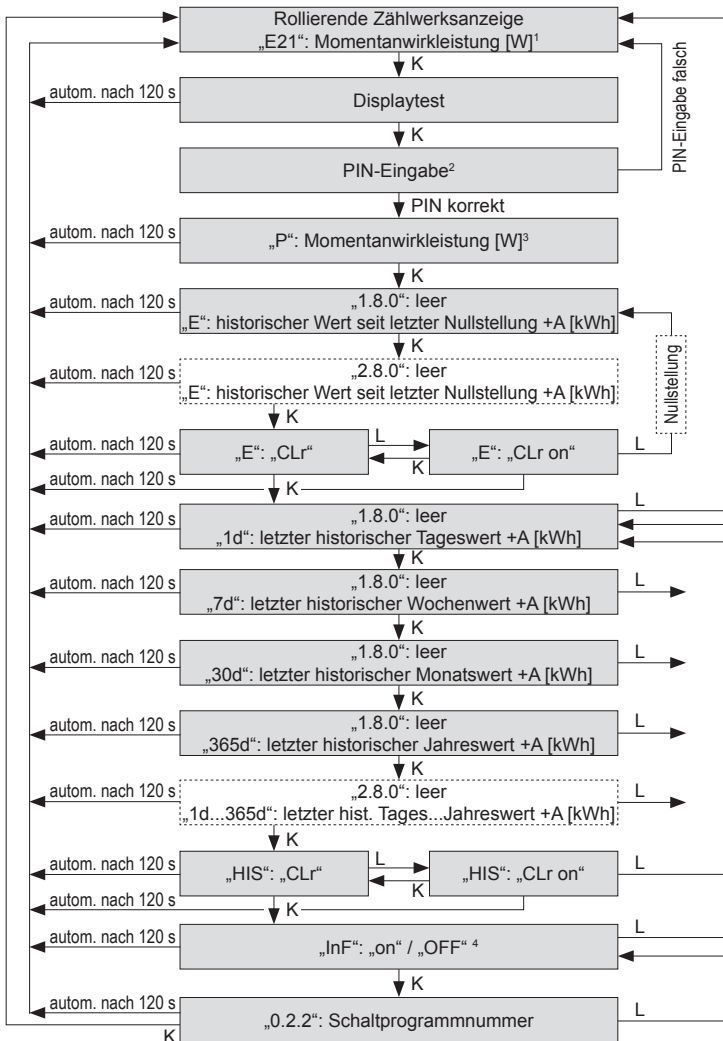 Rollierende Zählwerksanzeige
„E21“: Momentanwirkleistung [W]¹
K
autom. nach 120 s
Displaytest
K
PIN-Eingabe falsch
PIN-Eingabe²
PIN korrekt
autom. nach 120 s
„P“: Momentanwirkleistung [W]³
K
autom. nach 120 s
„1.8.0“: leer
„E“: historischer Wert seit letzter Nullstellung +A [kWh]
K
Nullstellung
autom. nach 120 s
„2.8.0“: leer
„E“: historischer Wert seit letzter Nullstellung +A [kWh]
K
autom. nach 120 s
„E“: „CLr“
L
K
„E“: „CLr on“
L
autom. nach 120 s
K
L
autom. nach 120 s
„1.8.0“: leer
„1d“: letzter historischer Tageswert +A [kWh]
K
autom. nach 120 s
„1.8.0“: leer
„7d“: letzter historischer Wochenwert +A [kWh]
L
K
autom. nach 120 s
„1.8.0“: leer
„30d“: letzter historischer Monatswert +A [kWh]
L
K
autom. nach 120 s
„1.8.0“: leer
„365d“: letzter historischer Jahreswert +A [kWh]
L
K
autom. nach 120 s
„2.8.0“: leer
„1d...365d“: letzter hist. Tages...Jahreswert +A [kWh]
L
K
autom. nach 120 s
„HIS“: „CLr“
L
K
„HIS“: „CLr on“
L
autom. nach 120 s
K
autom. nach 120 s
„InF“: „on“ / „OFF“ ⁴
L
K
autom. nach 120 s
„0.2.2“: Schaltprogrammnummer
L
K